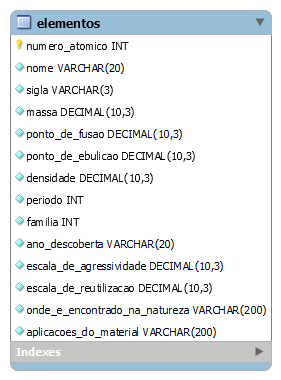 elementos
numero_atomico INT
nome VARCHAR(20)
sigla VARCHAR(3)
massa DECIMAL(10,3)
ponto_de_fusao DECIMAL(10,3)
ponto_de_ebulicao DECIMAL(10,3)
densidade DECIMAL(10,3)
periodo INT
familia INT
ano_descoberta VARCHAR(20)
escala_de_agressividade DECIMAL(10,3)
escala_de_reutilizacao DECIMAL(10,3)
onde_e_encontrado_na_natureza VARCHAR(200)
aplicacoes_do_material VARCHAR(200)
Indexes